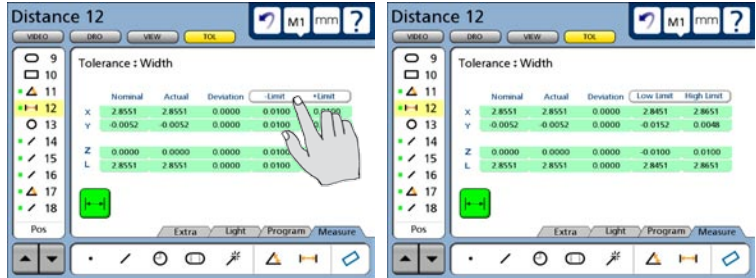 Distance 12
M1 mm ?
VIDEO DRO VIEW TOL
9
10
11
12
13
14
15
16
17
18
Pos
Tolerance : Width
Nominal Actual Deviation -Limit +Limit
X 2.8551 2.8551 0.0000 0.0100 0.0100
Y -0.0052 -0.0052 0.0000 0.0100
Z 0.0000 0.0000 0.0000 0.0100
L 2.8551 2.8551 0.0000 0.0100
Extra Light Program Measure
Distance 12
M1 mm ?
VIDEO DRO VIEW TOL
9
10
11
12
13
14
15
16
17
18
Pos
Tolerance : Width
Nominal Actual Deviation Low Limit High Limit
X 2.8551 2.8551 0.0000 2.8451 2.8651
Y -0.0052 -0.0052 0.0000 -0.0152 0.0048
Z 0.0000 0.0000 0.0000 -0.0100 0.0100
L 2.8551 2.8551 0.0000 2.8451 2.8651
Extra Light Program Measure